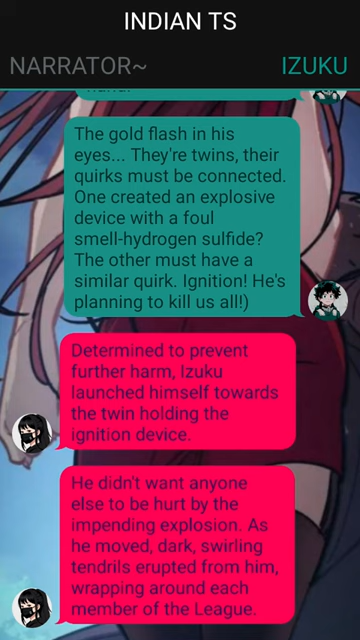 INDIAN TS
NARRATOR~
IZUKU
The gold flash in his
eyes... They're twins, their
quirks must be connected.
One created an explosive
device with a foul
smell-hydrogen sulfide?
The other must have a
similar quirk. Ignition! He's
planning to kill us all!)
Determined to prevent
further harm, Izuku
launched himself towards
the twin holding the
ignition device.
He didn't want anyone
else to be hurt by the
impending explosion. As
he moved, dark, swirling
tendrils erupted from him,
wrapping around each
member of the League.